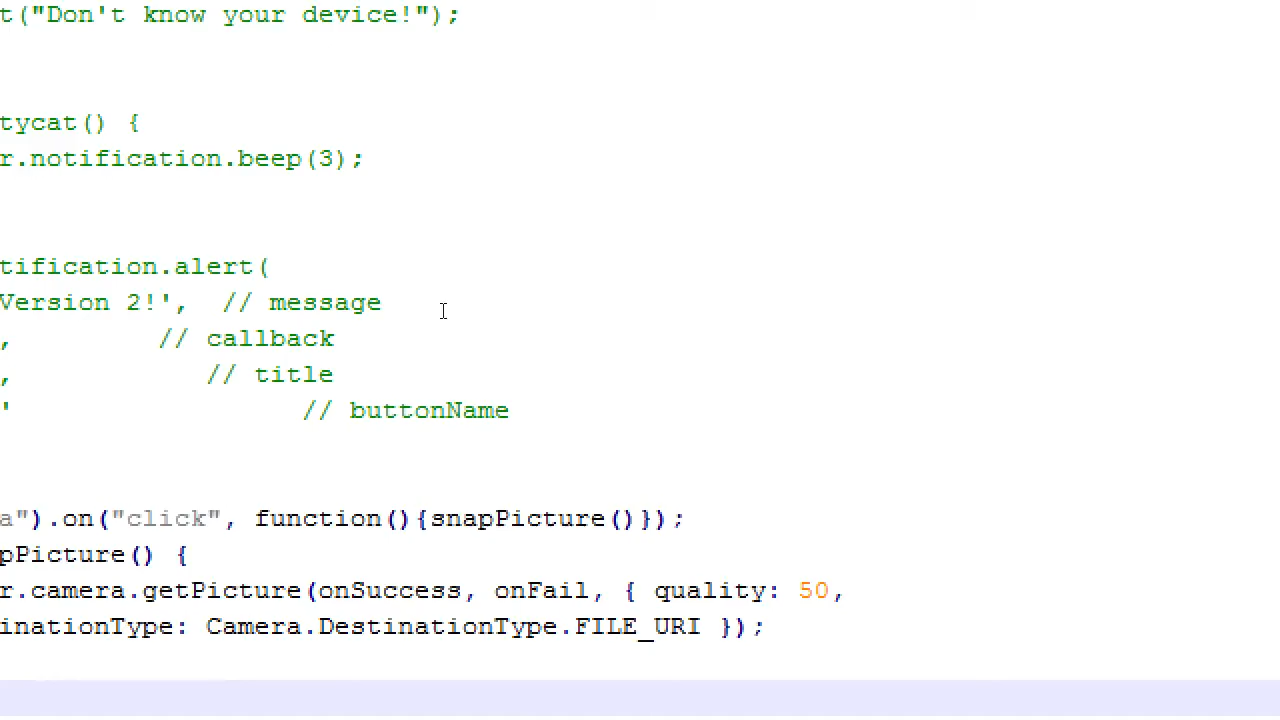 t("Don't know your device!");
tycat() {
r.notification.beep(3);
tification.alert(
Version 2!',  // message
,         // callback
,            // title
'                  // buttonName
a").on("click", function(){snapPicture()});
pPicture() {
r.camera.getPicture(onSuccess, onFail, { quality: 50,
inationType: Camera.DestinationType.FILE_URI });